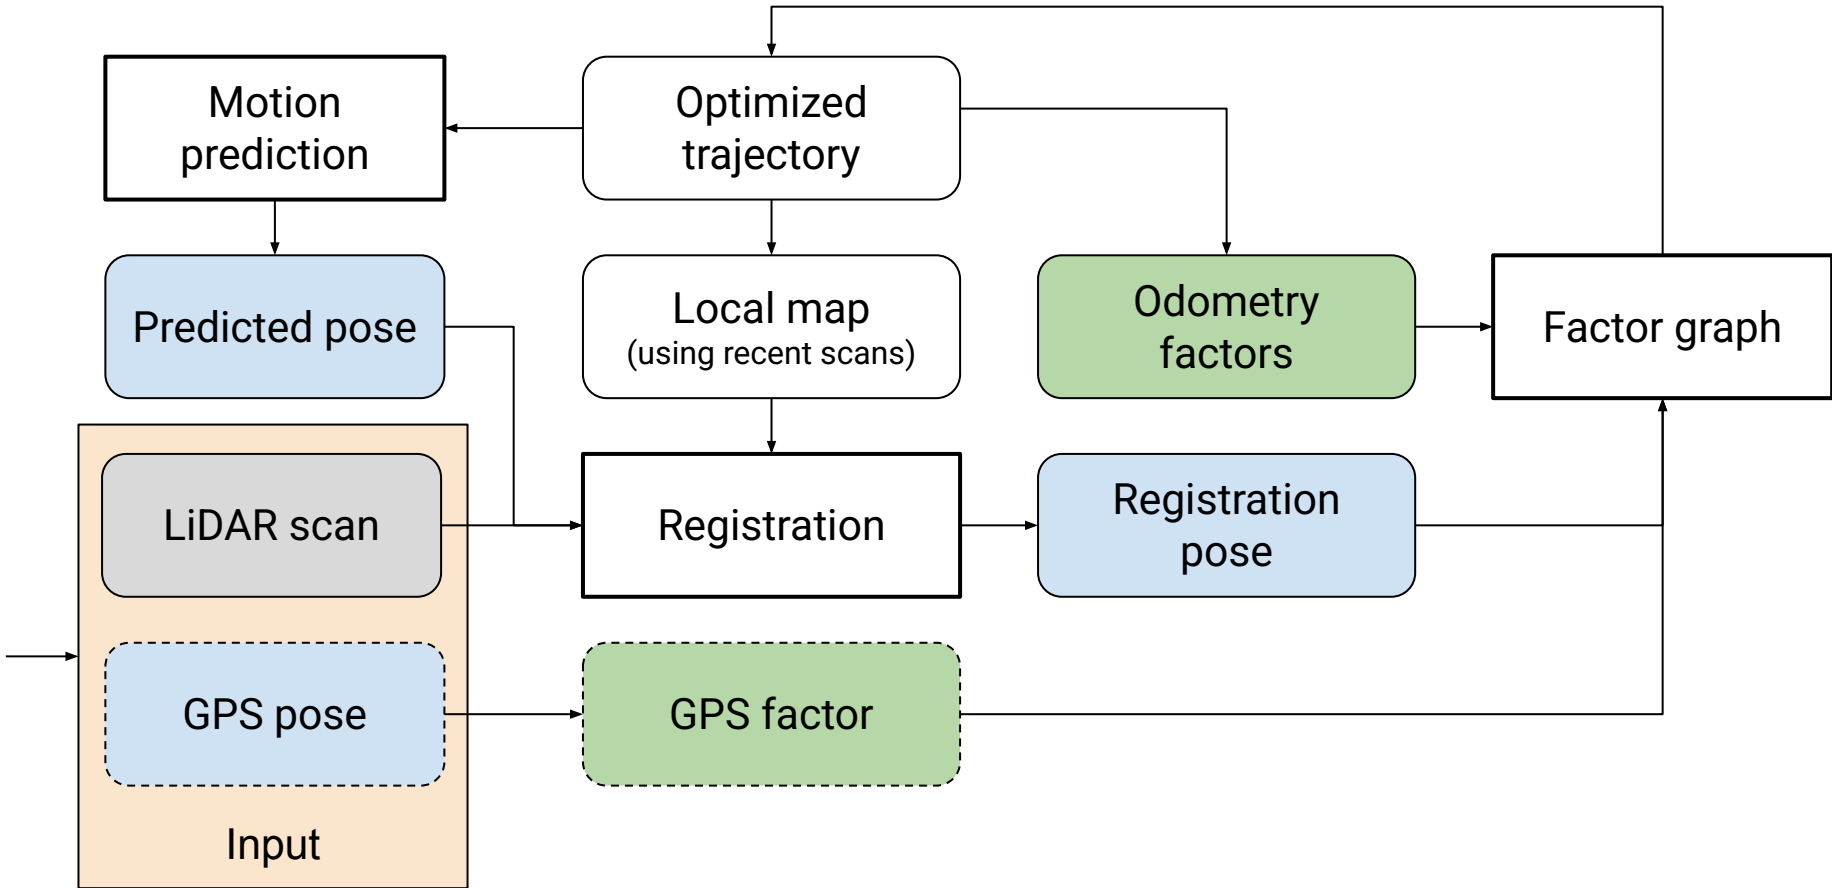 Motion
prediction
Optimized
trajectory
Predicted pose
Local map
(using recent scans)
Odometry
factors
Factor graph
LiDAR scan
Registration
Registration
pose
GPS pose
GPS factor
Input